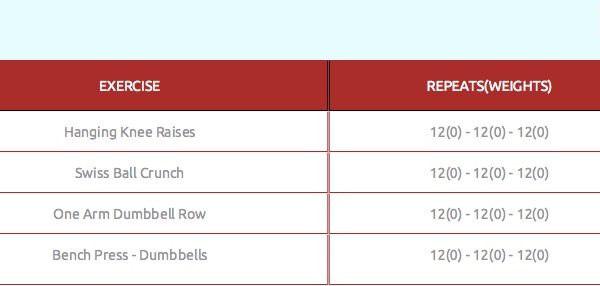 EXERCISE REPEATS(WEIGHTS)
Hanging Knee Raises 12(0) - 12(0) - 12(0)
Swiss Ball Crunch 12(0) - 12(0) - 12(0)
One Arm Dumbbell Row 12(0) - 12(0) - 12(0)
Bench Press - Dumbbells 12(0) - 12(0) - 12(0)